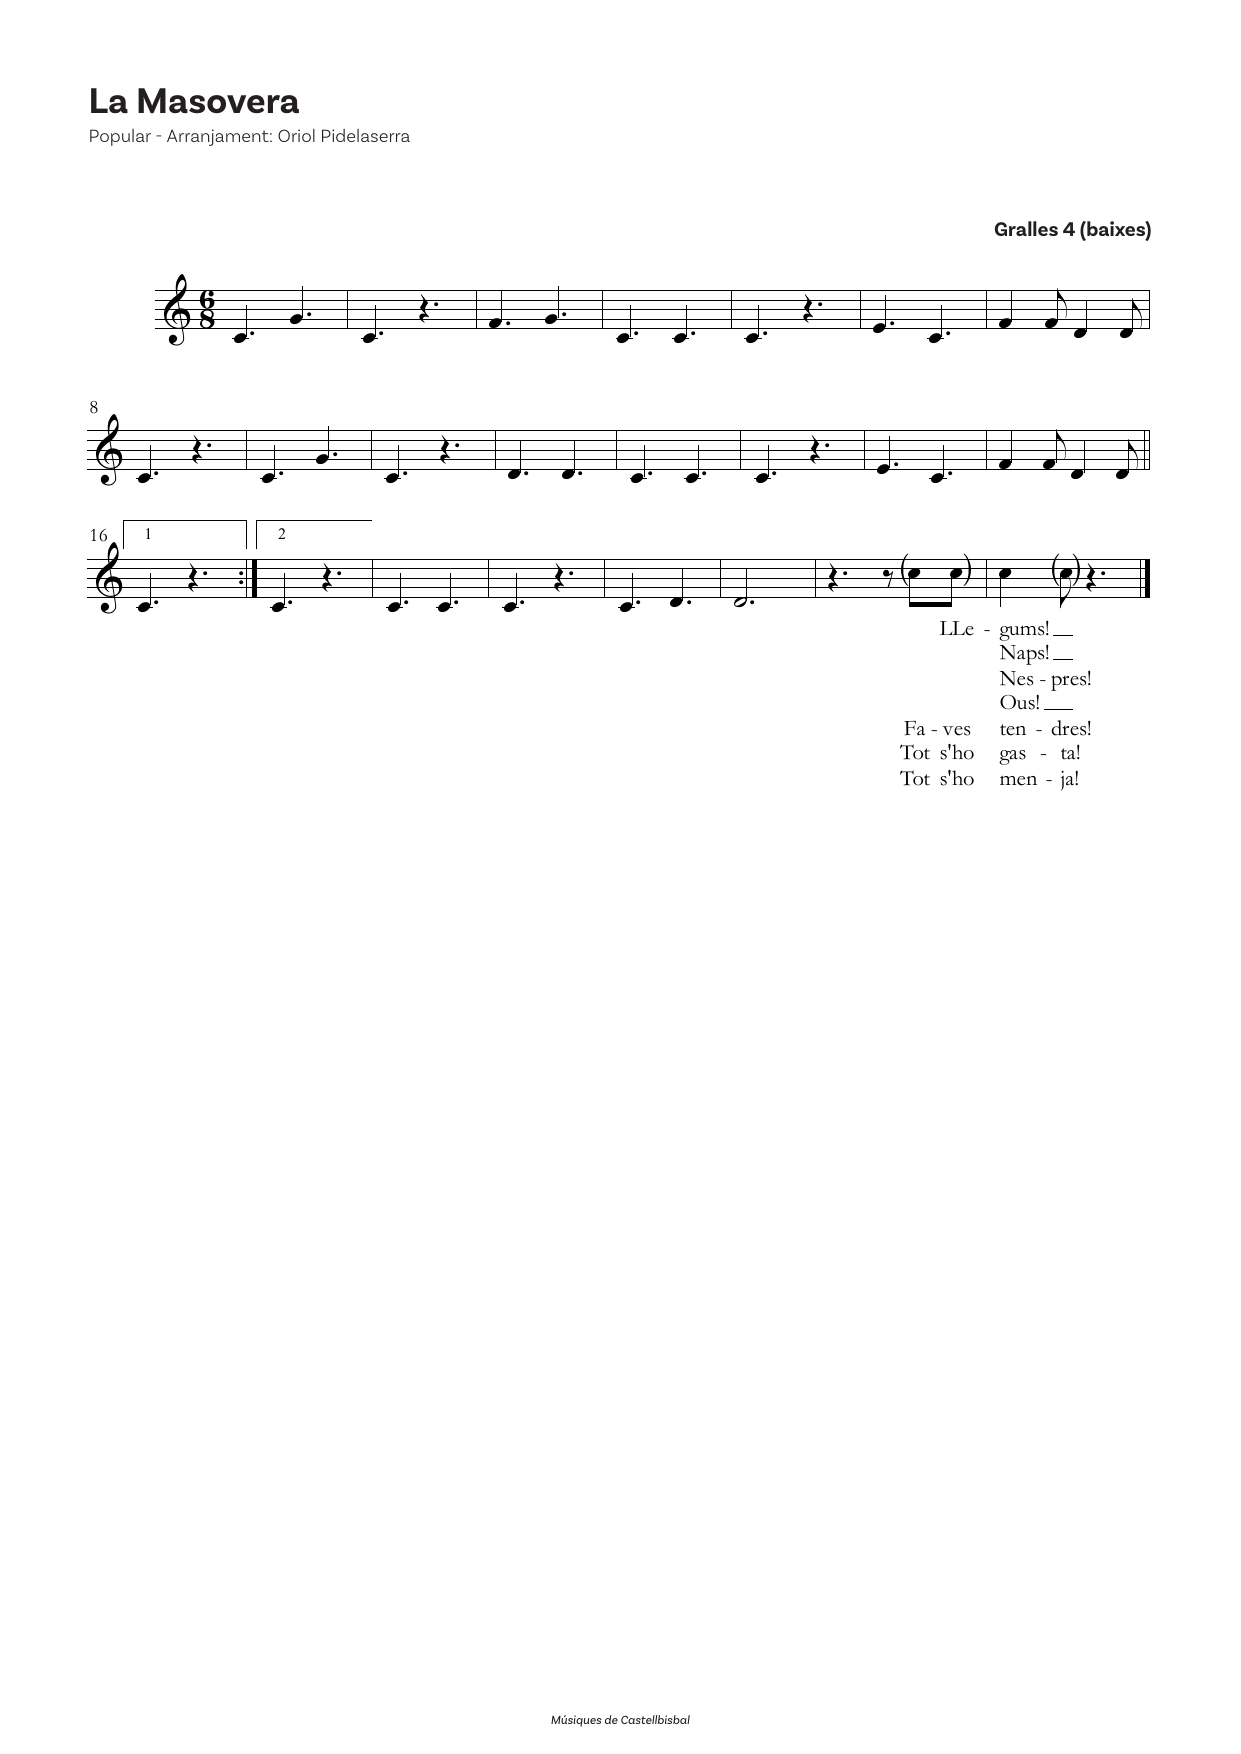 La Masovera
Popular - Arranjament: Oriol Pidelaserra
Gralles 4 (baixes)
6
8
8
16
1
2
LLe - gums!
Naps!
Nes - pres!
Ous!
Fa - ves ten - dres!
Tot s'ho gas - ta!
Tot s'ho men - ja!
Músiques de Castellbisbal